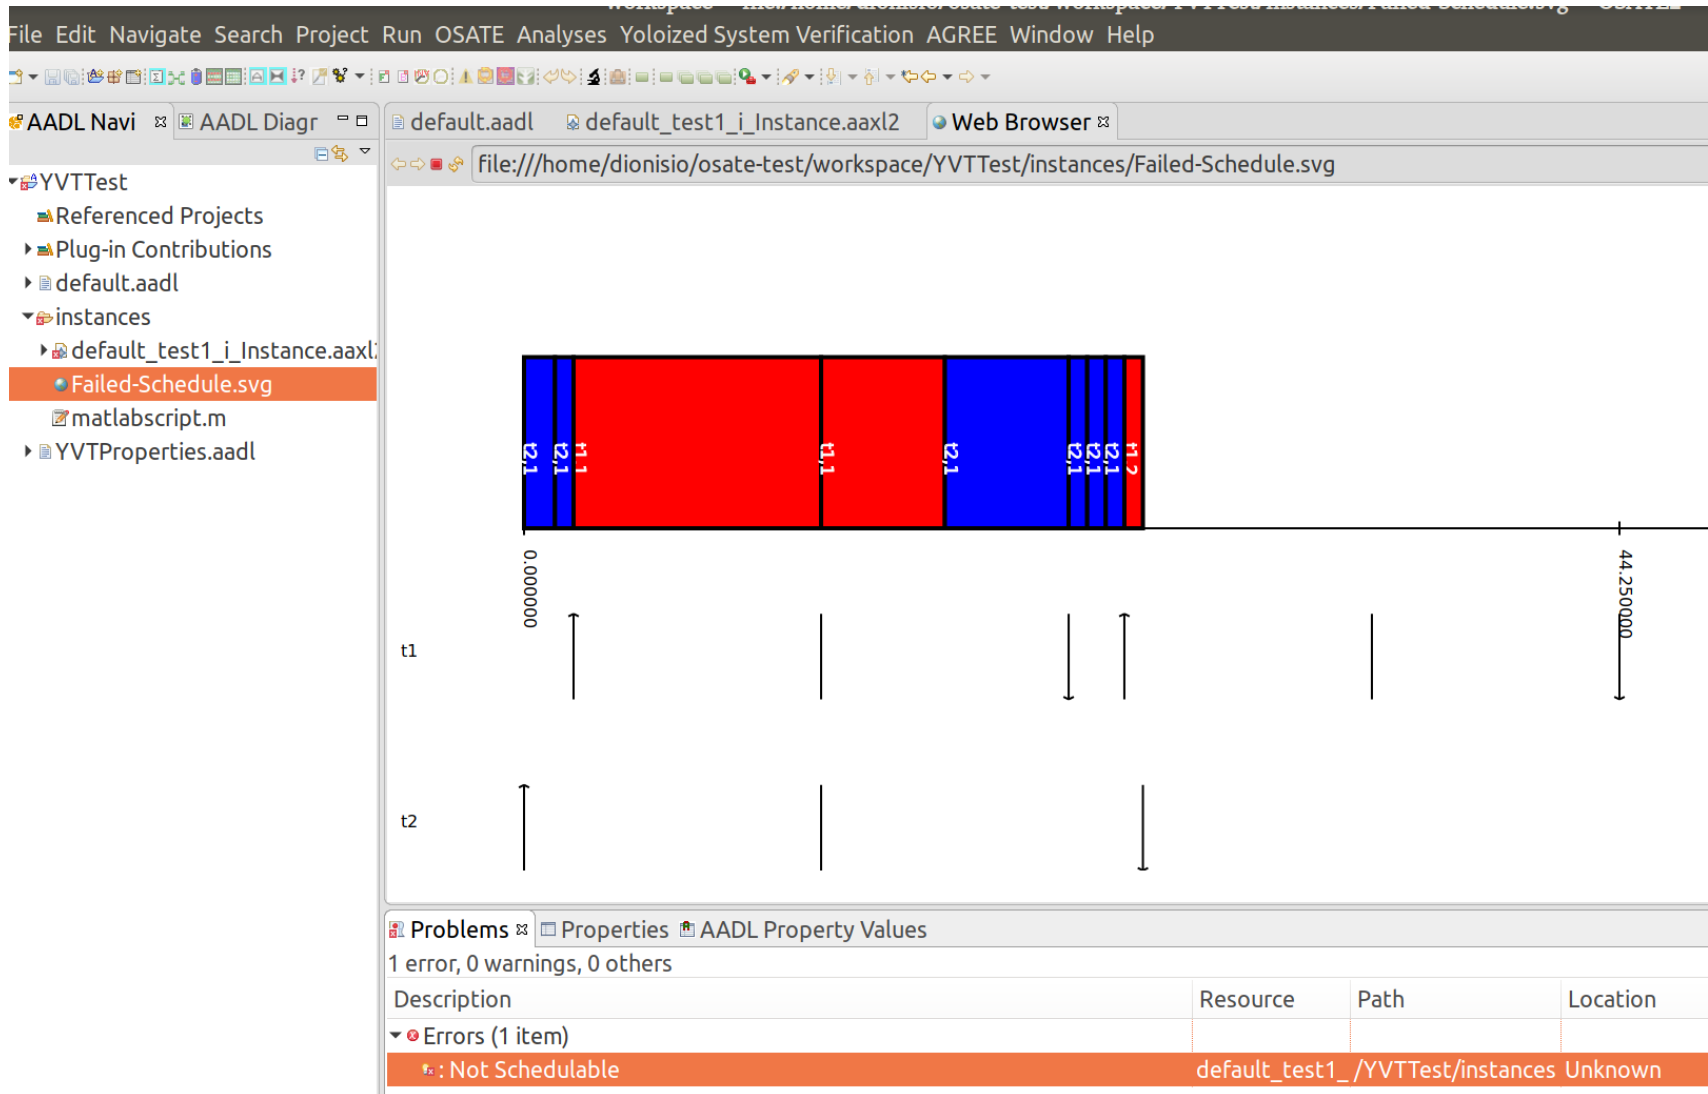 File Edit Navigate Search Project Run OSATE Analyses Yoloized System Verification AGREE Window Help
AADL Navi AADL Diagr
default.aadl default_test1_i_Instance.aaxl2 Web Browser
file:///home/dionisio/osate-test/workspace/YVTTest/instances/Failed-Schedule.svg
YVTTest
Referenced Projects
Plug-in Contributions
default.aadl
instances
default_test1_i_Instance.aaxl
Failed-Schedule.svg
matlabscript.m
YVTProperties.aadl
t2,1 t2,1 t1,1 t1,1 t2,1 t2,1 t2,1 t2,1 t1,2
0.000000
44.250000
t1
t2
Problems Properties AADL Property Values
1 error, 0 warnings, 0 others
Description Resource Path Location
Errors (1 item)
: Not Schedulable default_test1_ /YVTTest/instances Unknown